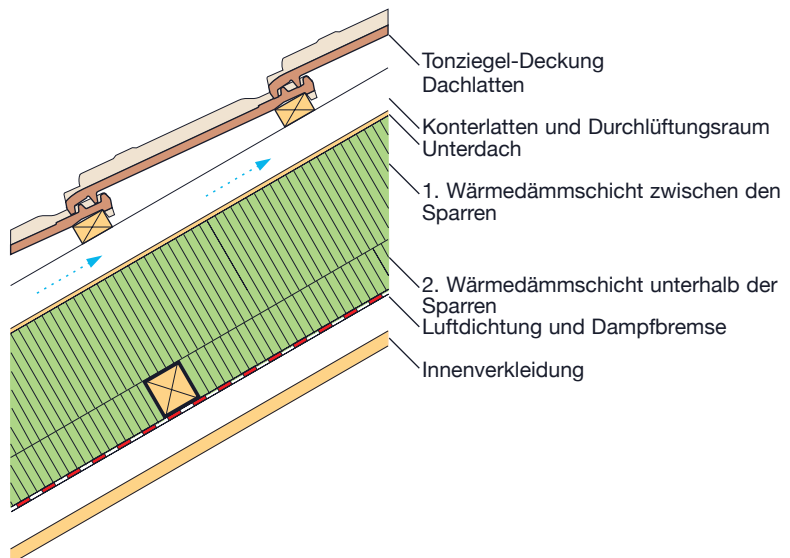 Tonziegel-Deckung
Dachlatten
Konterlatten und Durchlüftungsraum
Unterdach
1. Wärmedämmschicht zwischen den
Sparren
2. Wärmedämmschicht unterhalb der
Sparren
Luftdichtung und Dampfbremse
Innenverkleidung